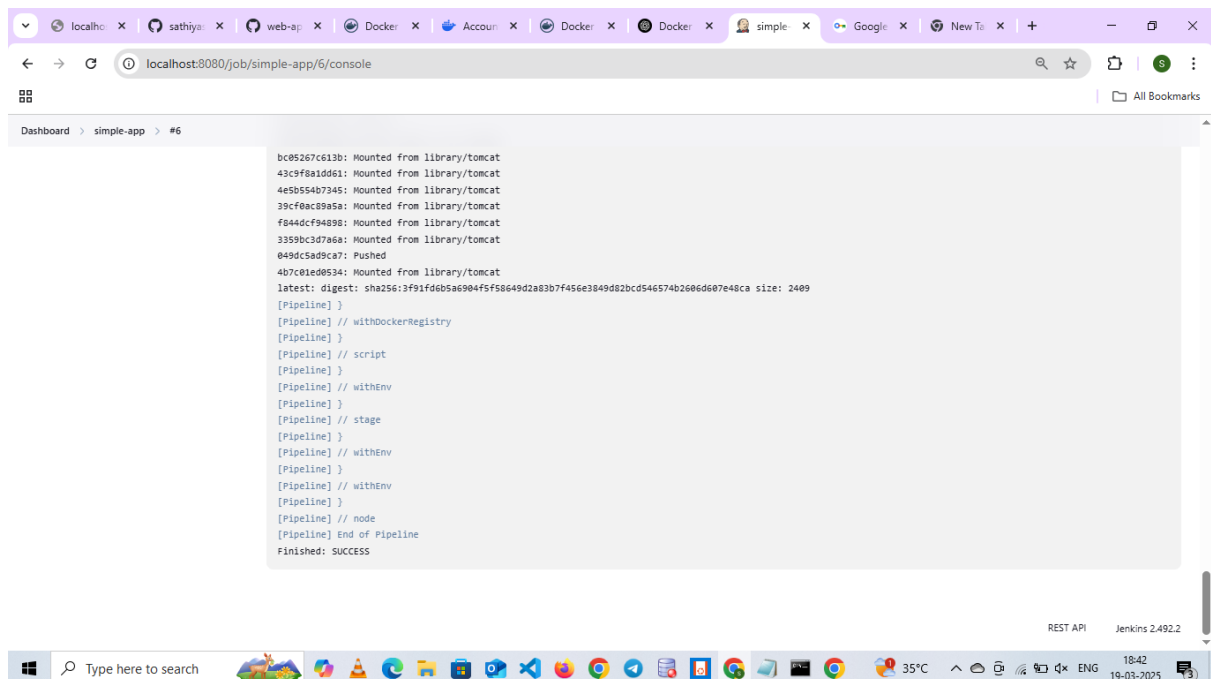 localho
sathiya
web-ap
Docker
Accoun
Docker
Docker
simple-
Google
New Ta
localhost:8080/job/simple-app/6/console
All Bookmarks
Dashboard > simple-app > #6
bc05267c613b: Mounted from library/tomcat
43c9f8a1dd61: Mounted from library/tomcat
4e5b554b7345: Mounted from library/tomcat
39cf0ac89a5a: Mounted from library/tomcat
f844dcf94898: Mounted from library/tomcat
3359bc3d7a6a: Mounted from library/tomcat
049dc5ad9ca7: Pushed
4b7c01ed0534: Mounted from library/tomcat
latest: digest: sha256:3f91fd6b5a6904f5f58649d2a83b7f456e3849d82bcd546574b2606d607e48ca size: 2409
[Pipeline] }
[Pipeline] // withDockerRegistry
[Pipeline] }
[Pipeline] // script
[Pipeline] }
[Pipeline] // withEnv
[Pipeline] }
[Pipeline] // stage
[Pipeline] }
[Pipeline] // withEnv
[Pipeline] }
[Pipeline] // withEnv
[Pipeline] }
[Pipeline] // node
[Pipeline] End of Pipeline
Finished: SUCCESS
REST API
Jenkins 2.492.2
Type here to search
35°C
ENG
18:42
19-03-2025